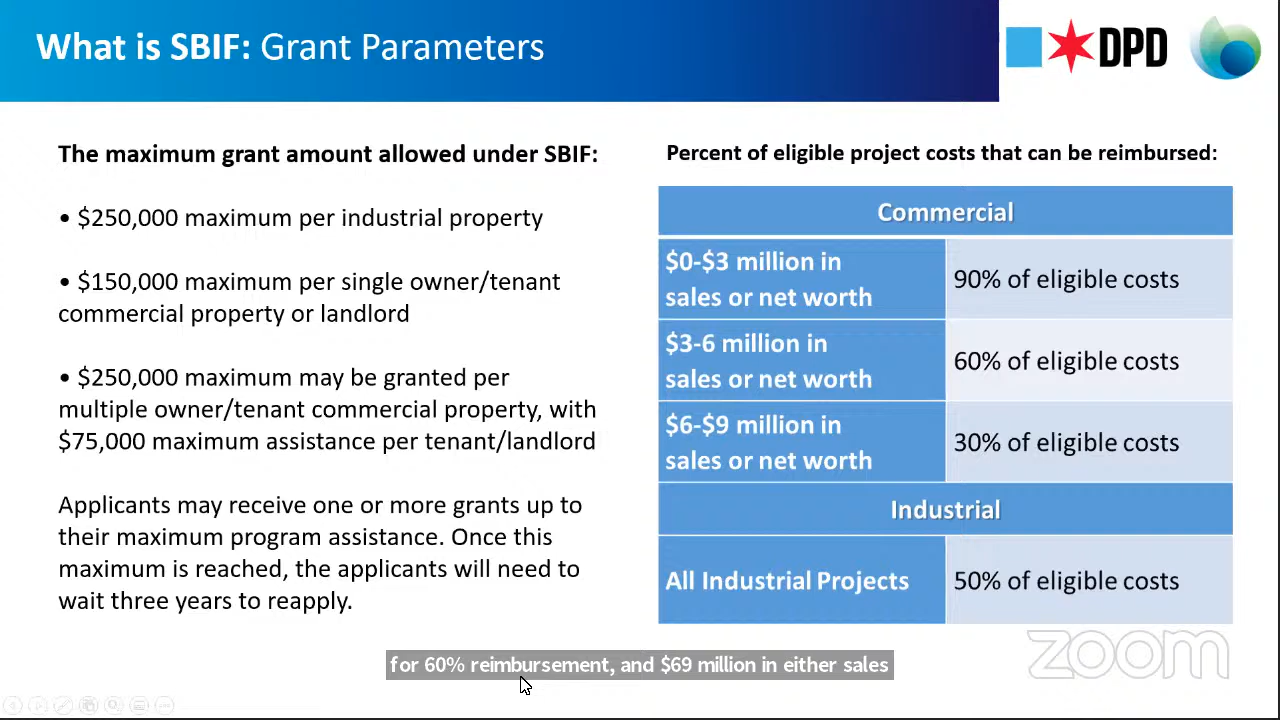 What is SBIF: Grant Parameters
DPD
The maximum grant amount allowed under SBIF:
• $250,000 maximum per industrial property
• $150,000 maximum per single owner/tenant
commercial property or landlord
• $250,000 maximum may be granted per
multiple owner/tenant commercial property, with
$75,000 maximum assistance per tenant/landlord
Applicants may receive one or more grants up to
their maximum program assistance. Once this
maximum is reached, the applicants will need to
wait three years to reapply.
Percent of eligible project costs that can be reimbursed:
Commercial
$0-$3 million in
sales or net worth
90% of eligible costs
$3-6 million in
sales or net worth
60% of eligible costs
$6-$9 million in
sales or net worth
30% of eligible costs
Industrial
All Industrial Projects
50% of eligible costs
zoom
for 60% reimbursement, and $69 million in either sales